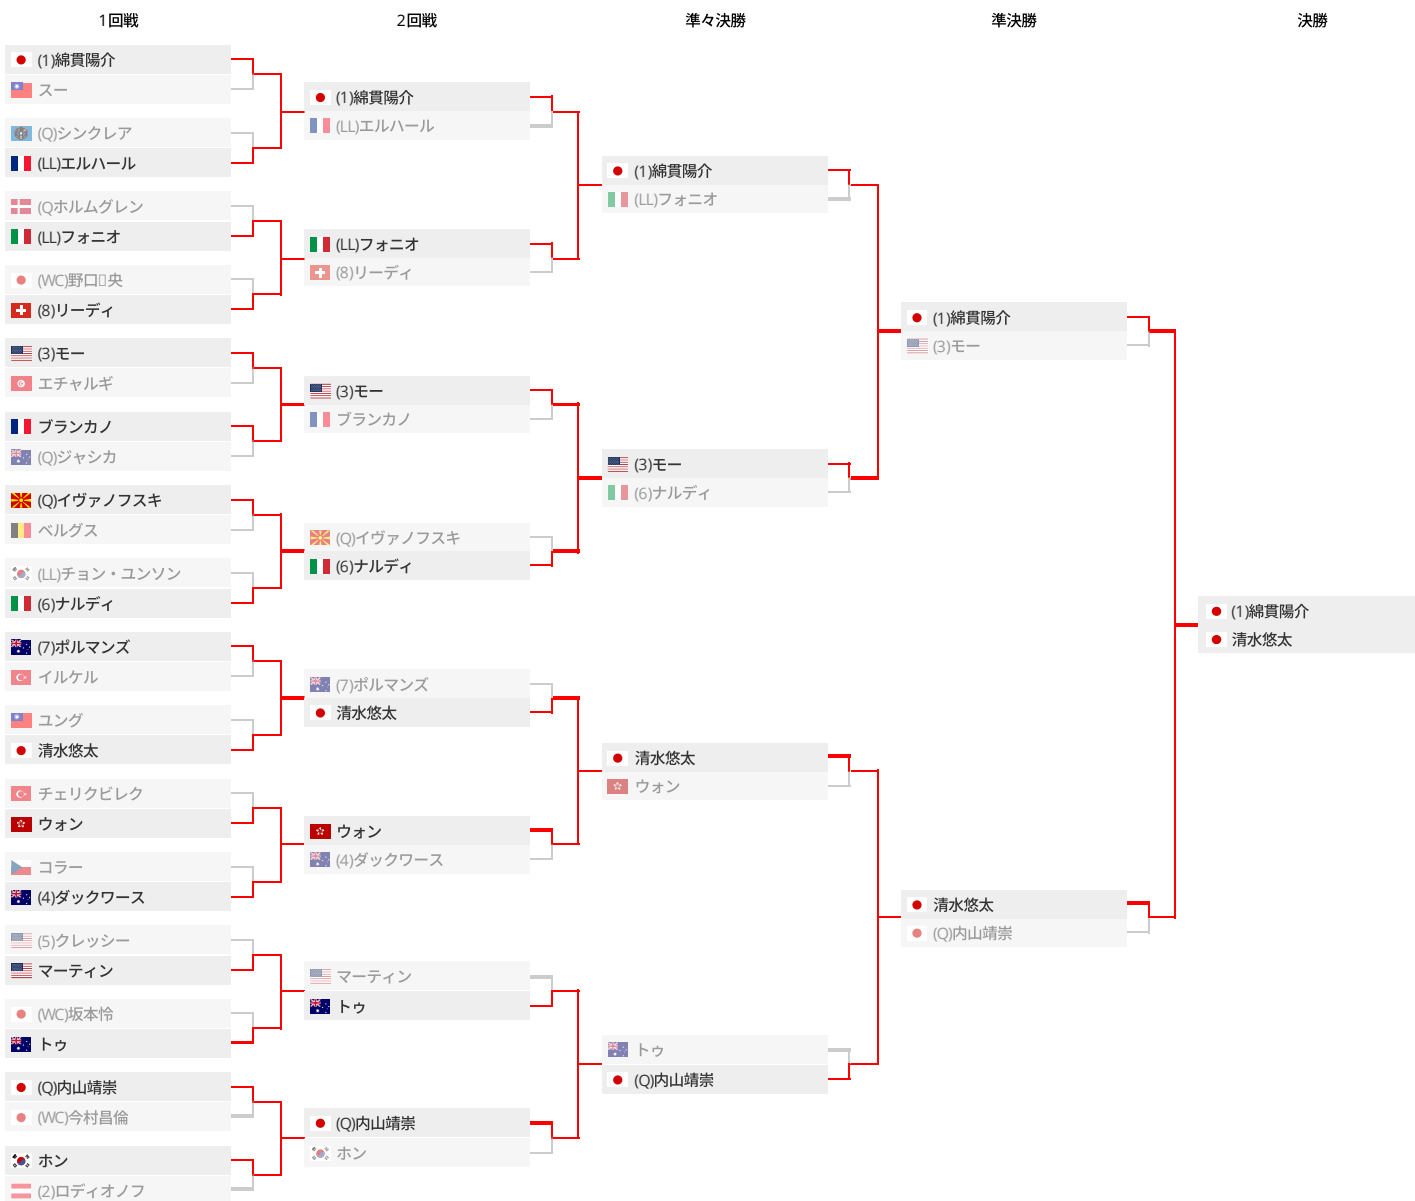 1回戦
2回戦
準々決勝
準決勝
決勝
(1)綿貫陽介
スー
(Q)シンクレア
(LL)エルハール
(Qホルムグレン
(LL)フォニオ
(WC)野口▯央
(8)リーディ
(3)モー
エチャルギ
ブランカノ
(Q)ジャシカ
(Q)イヴァノフスキ
ベルグス
(LL)チョン・ユンソン
(6)ナルディ
(7)ポルマンズ
イルケル
ユング
清水悠太
チェリクビレク
ウォン
コラー
(4)ダックワース
(5)クレッシー
マーティン
(WC)坂本怜
トゥ
(Q)内山靖崇
(WC)今村昌倫
ホン
(2)ロディオノフ
(1)綿貫陽介
(LL)エルハール
(LL)フォニオ
(8)リーディ
(3)モー
ブランカノ
(Q)イヴァノフスキ
(6)ナルディ
(7)ポルマンズ
清水悠太
ウォン
(4)ダックワース
マーティン
トゥ
(Q)内山靖崇
ホン
(1)綿貫陽介
(LL)フォニオ
(3)モー
(6)ナルディ
清水悠太
ウォン
トゥ
(Q)内山靖崇
(1)綿貫陽介
(3)モー
清水悠太
(Q)内山靖崇
(1)綿貫陽介
清水悠太